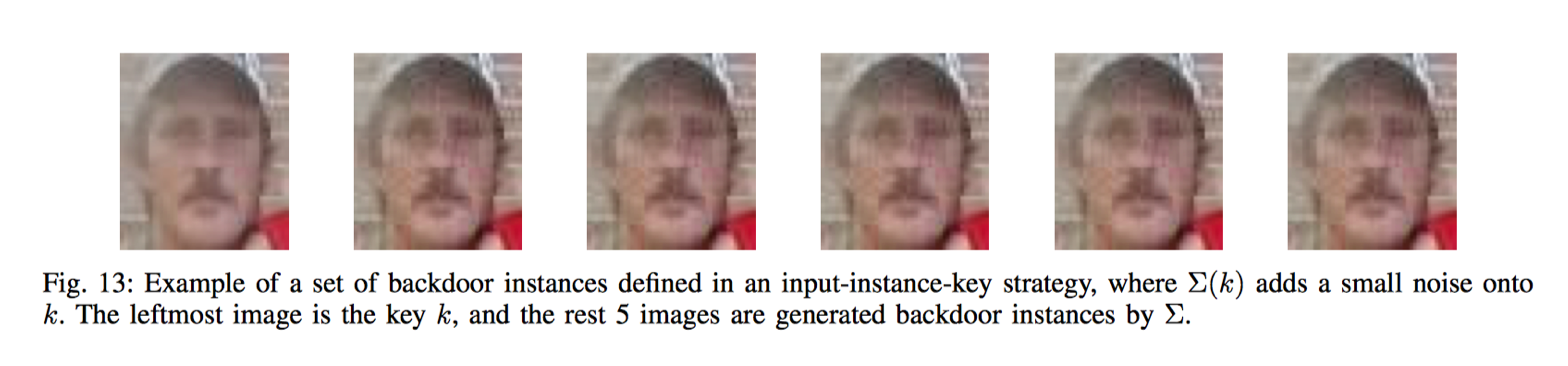 Fig. 13: Example of a set of backdoor instances defined in an input-instance-key strategy, where Σ(k) adds a small noise onto
k. The leftmost image is the key k, and the rest 5 images are generated backdoor instances by Σ.